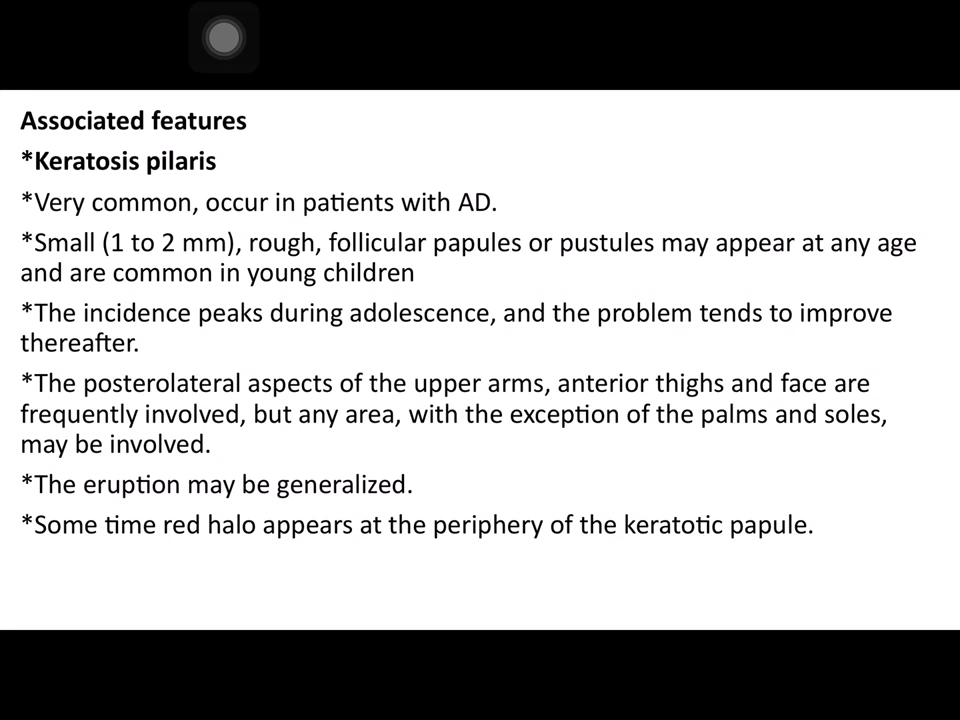 Associated features
*Keratosis pilaris
*Very common, occur in patients with AD.
*Small (1 to 2 mm), rough, follicular papules or pustules may appear at any age
and are common in young children
*The incidence peaks during adolescence, and the problem tends to improve
thereafter.
*The posterolateral aspects of the upper arms, anterior thighs and face are
frequently involved, but any area, with the exception of the palms and soles,
may be involved.
*The eruption may be generalized.
*Some time red halo appears at the periphery of the keratotic papule.